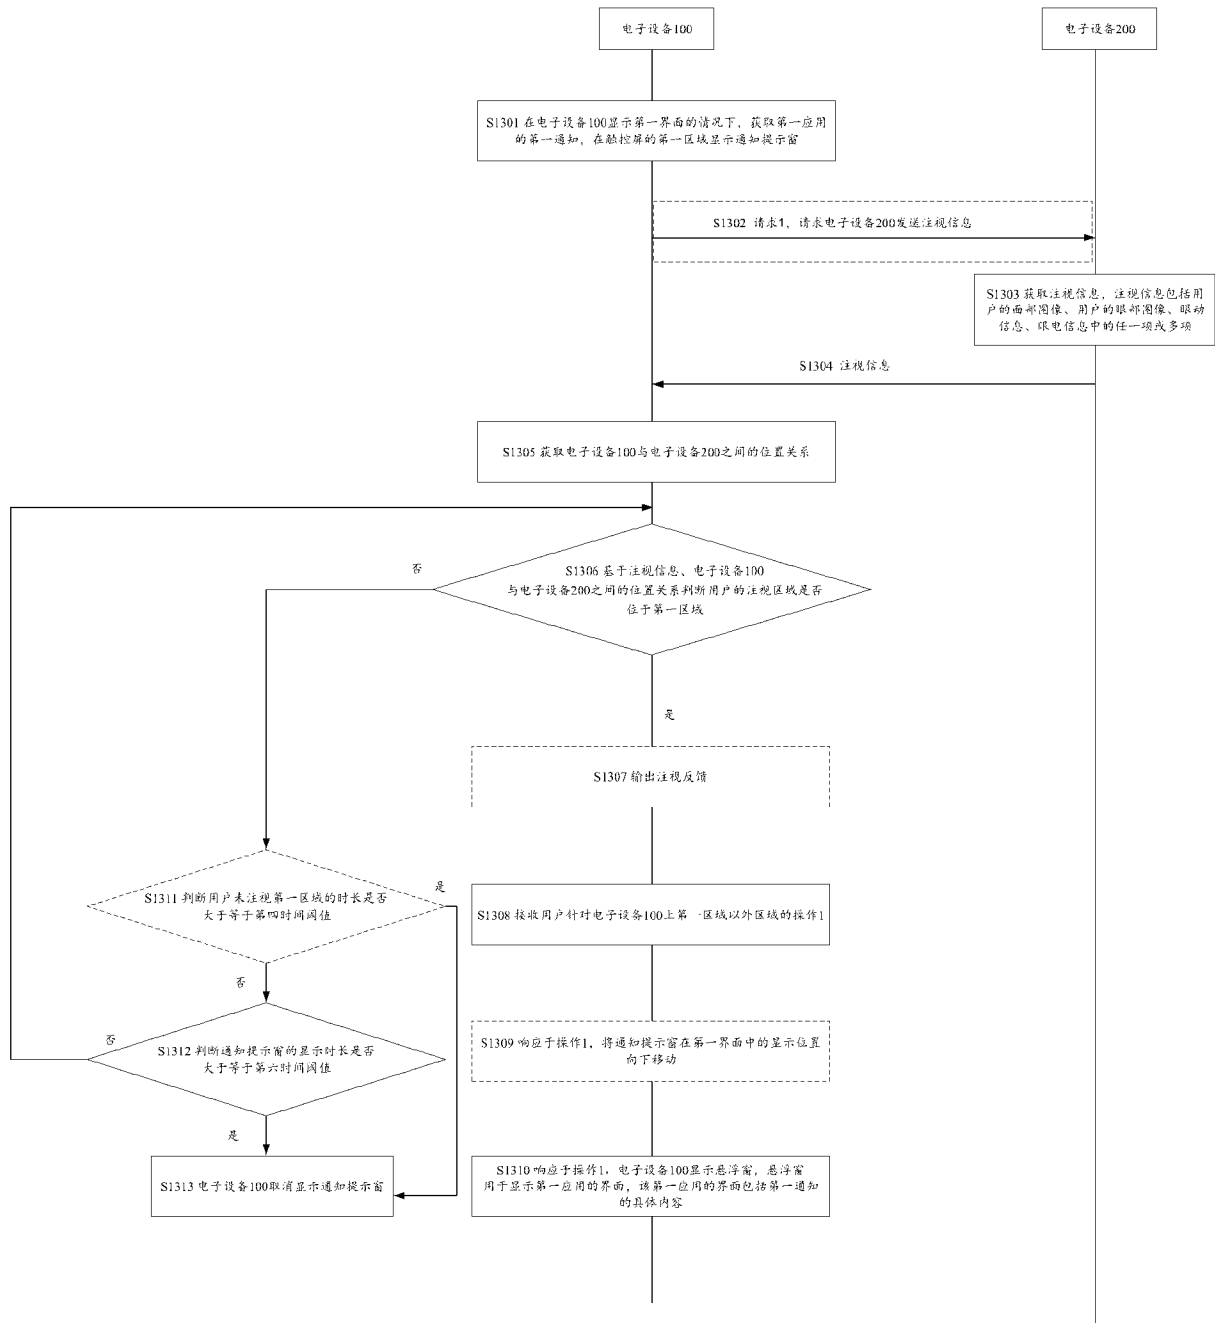 电子设备100
电子设备200
S1301 在电子设备100显示第一界面的情况下，获取第一应用
的第一通知，在触控屏的第一区域显示通知提示窗
S1302 请求1，请求电子设备200发送注视信息
S1303 获取注视信息，注视信息包括用
户的面部图像、用户的眼部图像、眼动
信息、眼电信息中的任一项或多项
S1304 注视信息
S1305 获取电子设备100与电子设备200之间的位置关系
否
S1306 基于注视信息、电子设备100
与电子设备200之间的位置关系判断用户的注视区域是否
位于第一区域
是
S1307 输出注视反馈
S1311 判断用户未注视第一区域的时长是否
大于等于第四时间阈值
是
S1308 接收用户针对电子设备100上第一区域以外区域的操作1
否
否
S1312 判断通知提示窗的显示时长是否
大于等于第六时间阈值
S1309 响应于操作1，将通知提示窗在第一界面中的显示位置
向下移动
是
S1313 电子设备100取消显示通知提示窗
S1310 响应于操作1，电子设备100显示悬浮窗，悬浮窗
用于显示第一应用的界面，该第一应用的界面包括第一通知
的具体内容